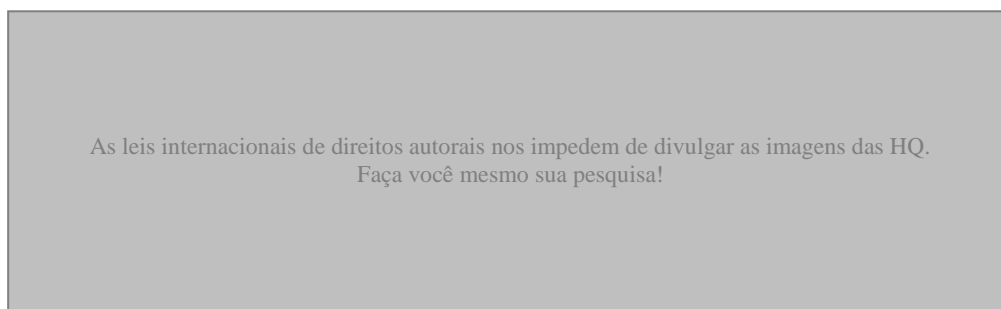 As leis internacionais de direitos autorais nos impedem de divulgar as imagens das HQ.
Faça você mesmo sua pesquisa!